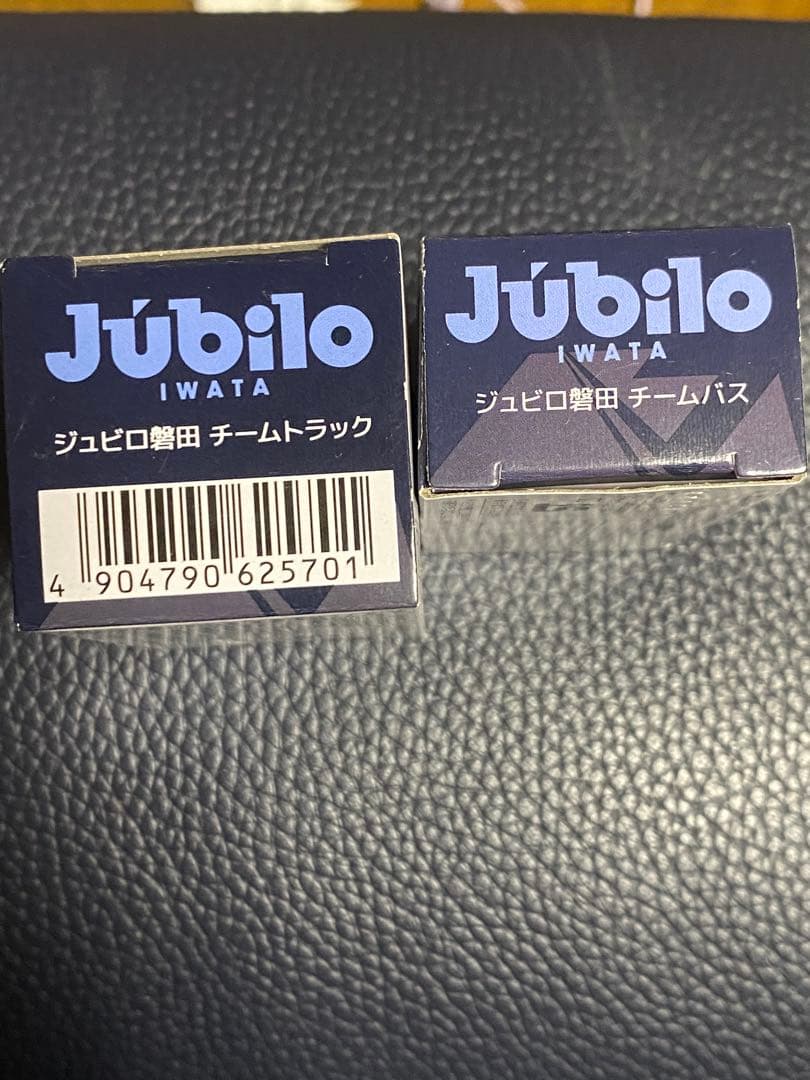 Júbilo
IWATA
ジュビロ磐田 チームトラック
4 904790 625701
Júbilo
IWATA
ジュビロ磐田 チームバス